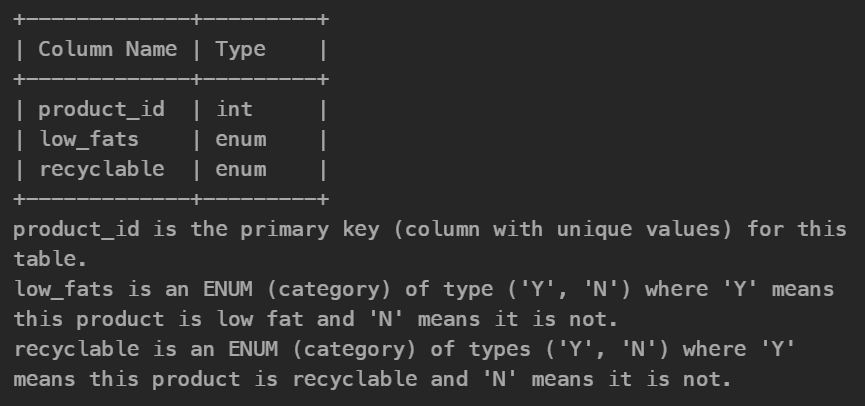 +-------------+---------+
| Column Name | Type    |
+-------------+---------+
| product_id  | int     |
| low_fats    | enum    |
| recyclable  | enum    |
+-------------+---------+
product_id is the primary key (column with unique values) for this
table.
low_fats is an ENUM (category) of type ('Y', 'N') where 'Y' means
this product is low fat and 'N' means it is not.
recyclable is an ENUM (category) of types ('Y', 'N') where 'Y'
means this product is recyclable and 'N' means it is not.